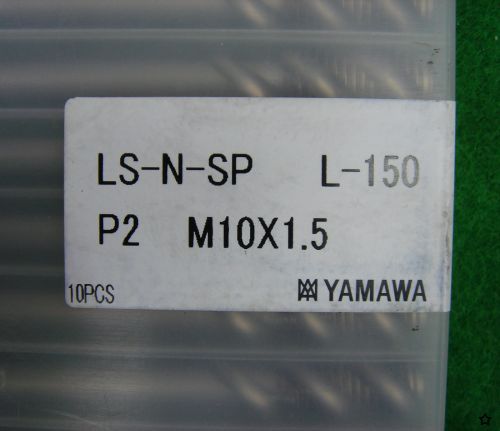 LS-N-SP L-150
P2 M10X1.5
10PCS YAMAWA